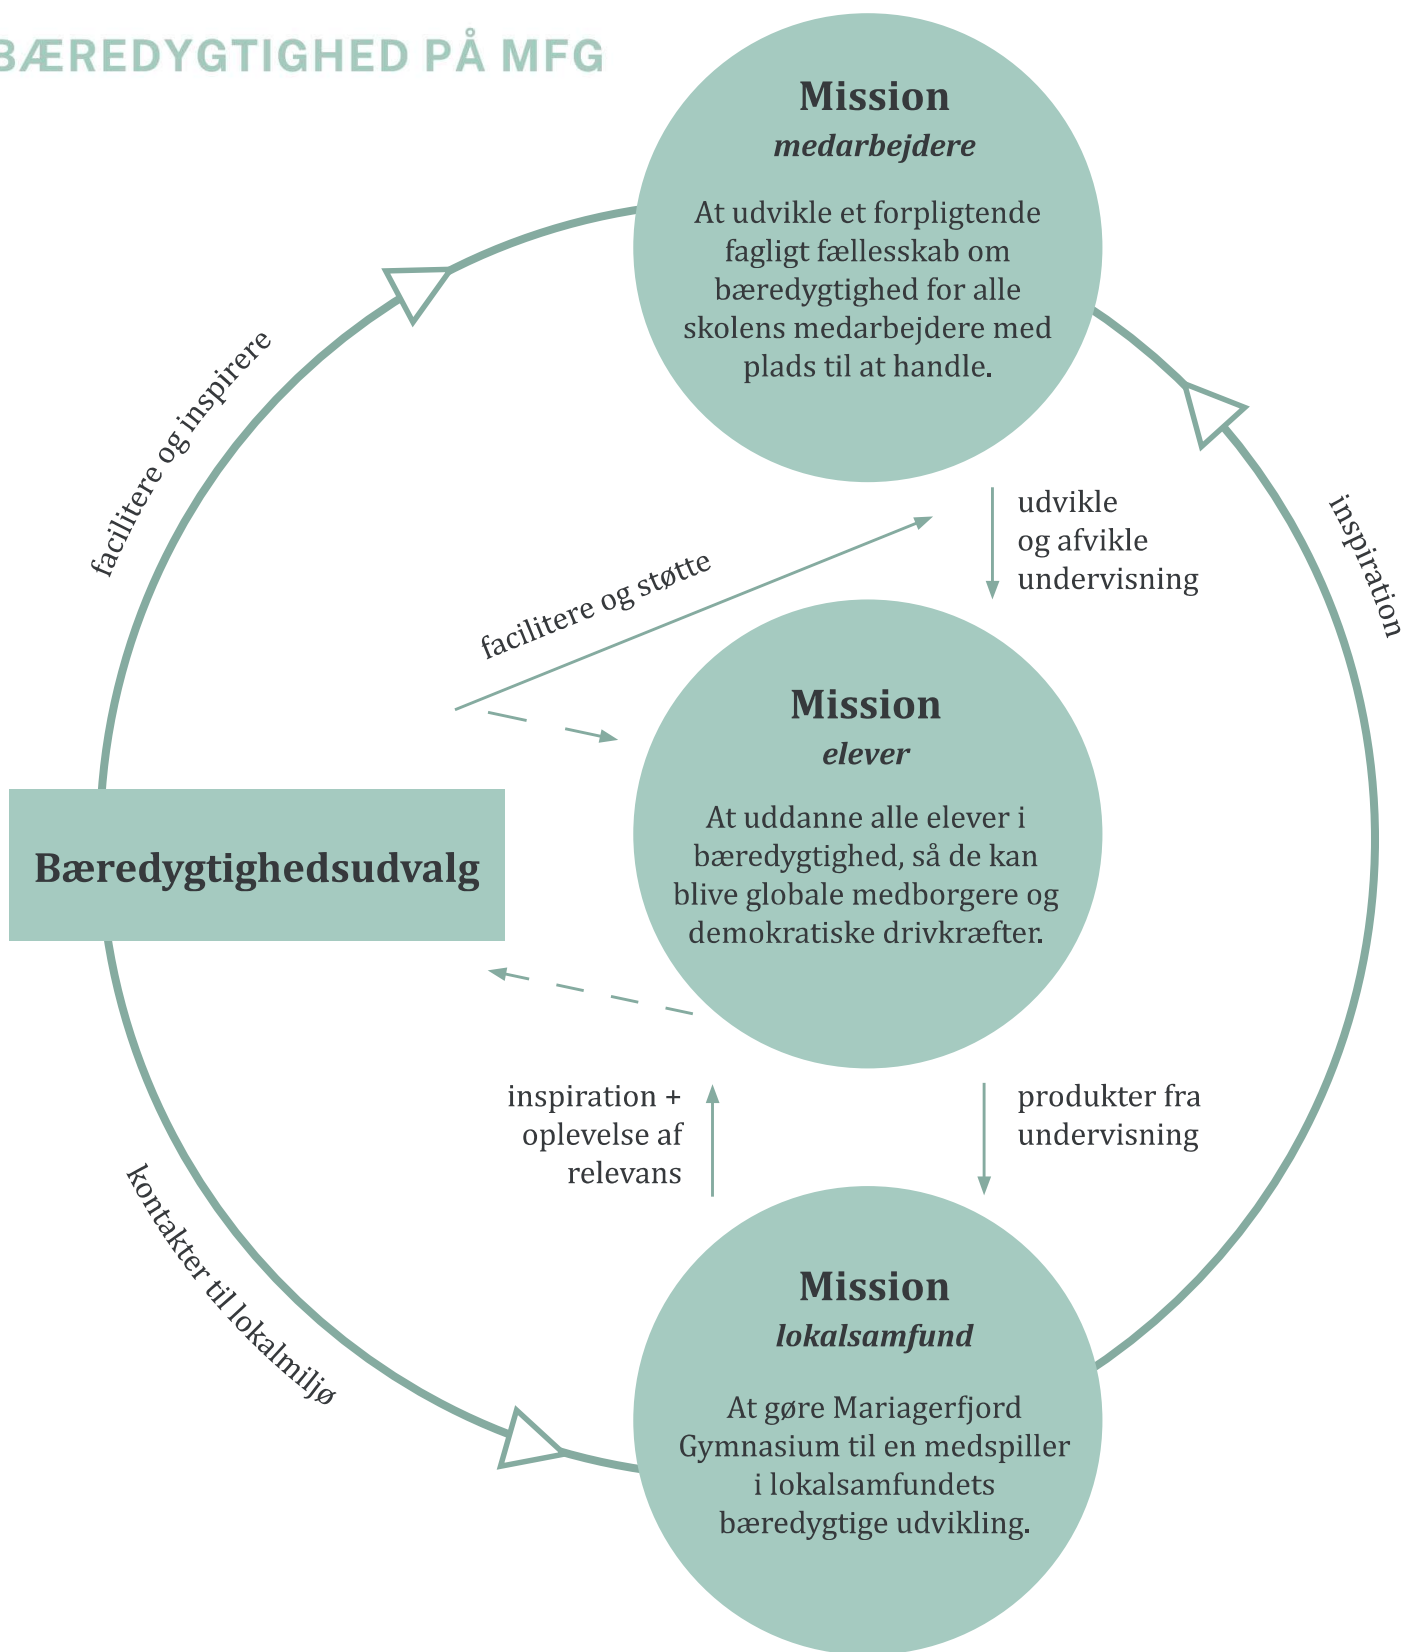 BÆREDYGTIGHED PÅ MFG
Mission
medarbejdere
At udvikle et forpligtende
fagligt fællesskab om
bæredygtighed for alle
skolens medarbejdere med
plads til at handle.
facilitere og inspirere
inspiration
udvikle
og afvikle
undervisning
facilitere og støtte
Mission
elever
At uddanne alle elever i
bæredygtighed, så de kan
blive globale medborgere og
demokratiske drivkræfter.
Bæredygtighedsudvalg
inspiration +
oplevelse af
relevans
produkter fra
undervisning
kontakter til lokalmiljø
Mission
lokalsamfund
At gøre Mariagerfjord
Gymnasium til en medspiller
i lokalsamfundets
bæredygtige udvikling.